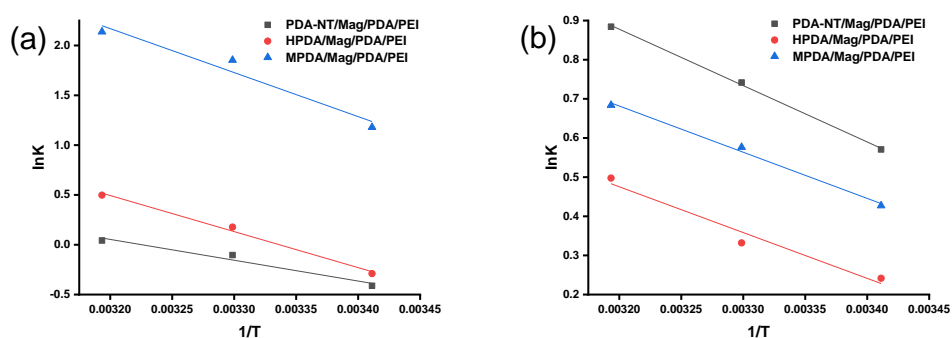 (a)
PDA-NT/Mag/PDA/PEI
HPDA/Mag/PDA/PEI
MPDA/Mag/PDA/PEI
2.0
1.5
1.0
0.5
0.0
-0.5
lnK
0.00320 0.00325 0.00330 0.00335 0.00340 0.00345
1/T
(b)
PDA-NT/Mag/PDA/PEI
HPDA/Mag/PDA/PEI
MPDA/Mag/PDA/PEI
0.9
0.8
0.7
0.6
0.5
0.4
0.3
0.2
lnK
0.00320 0.00325 0.00330 0.00335 0.00340 0.00345
1/T